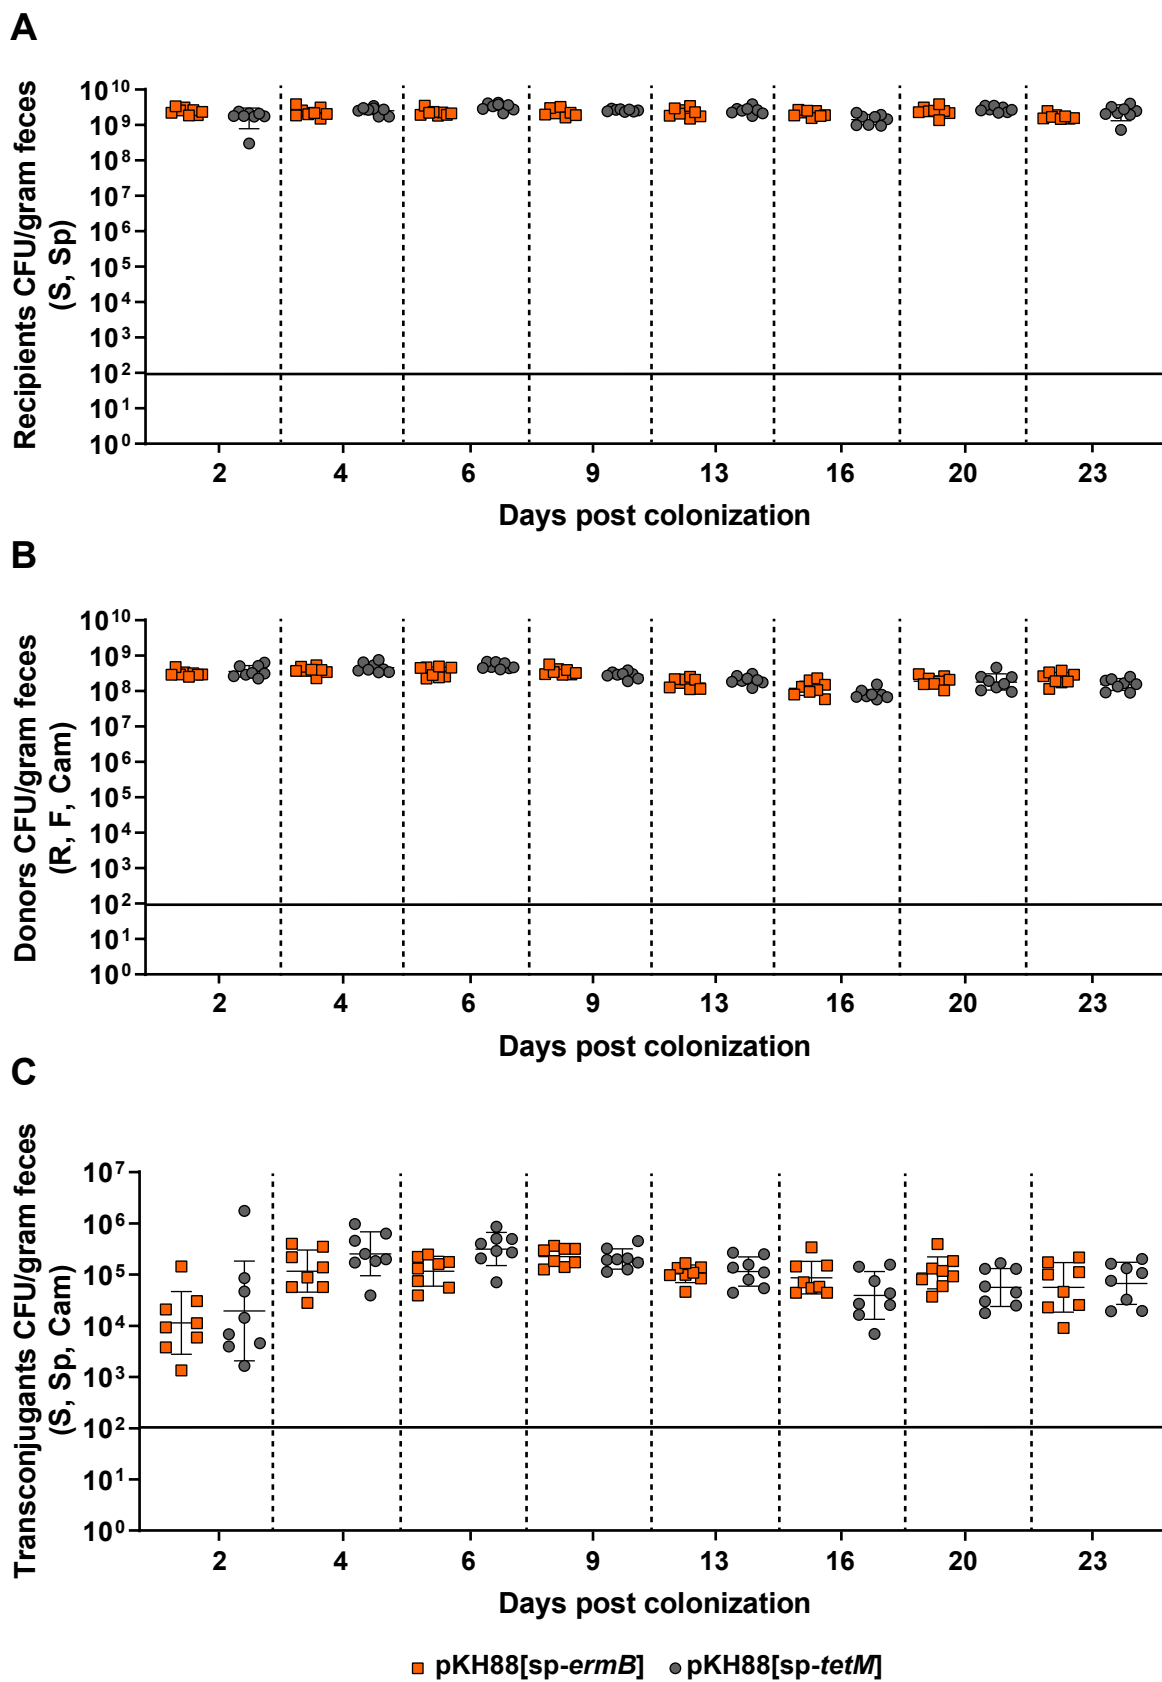 A
Recipients CFU/gram feces
(S, Sp)
10^10
10^9
10^8
10^7
10^6
10^5
10^4
10^3
10^2
10^1
10^0
2 4 6 9 13 16 20 23
Days post colonization
B
Donors CFU/gram feces
(R, F, Cam)
10^10
10^9
10^8
10^7
10^6
10^5
10^4
10^3
10^2
10^1
10^0
2 4 6 9 13 16 20 23
Days post colonization
C
Transconjugants CFU/gram feces
(S, Sp, Cam)
10^7
10^6
10^5
10^4
10^3
10^2
10^1
10^0
2 4 6 9 13 16 20 23
Days post colonization
pKH88[sp-ermB] pKH88[sp-tetM]